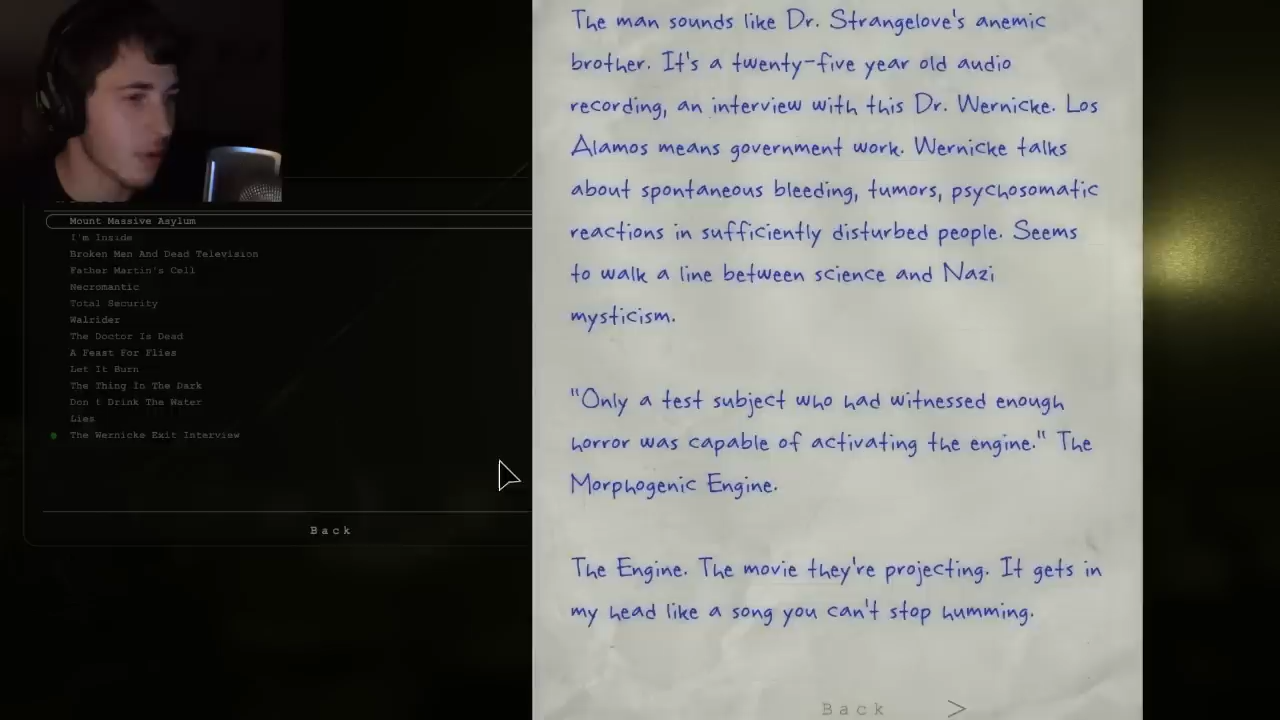 The man sounds like Dr. Strangelove's anemic
brother. It's a twenty-five year old audio
recording, an interview with this Dr. Wernicke. Los
Alamos means government work. Wernicke talks
about spontaneous bleeding, tumors, psychosomatic
reactions in sufficiently disturbed people. Seems
to walk a line between science and Nazi
mysticism.
"Only a test subject who had witnessed enough
horror was capable of activating the engine." The
Morphogenic Engine.
The Engine. The movie they're projecting. It gets in
my head like a song you can't stop humming.
Back >
Mount Massive Asylum
I'm Inside
Broken Men And Dead Television
Father Martin's Cell
Necromantic
Total Security
Walrider
The Doctor Is Dead
A Feast For Flies
Let It Burn
The Thing In The Dark
Don't Drink The Water
Lies
The Wernicke Exit Interview
Back